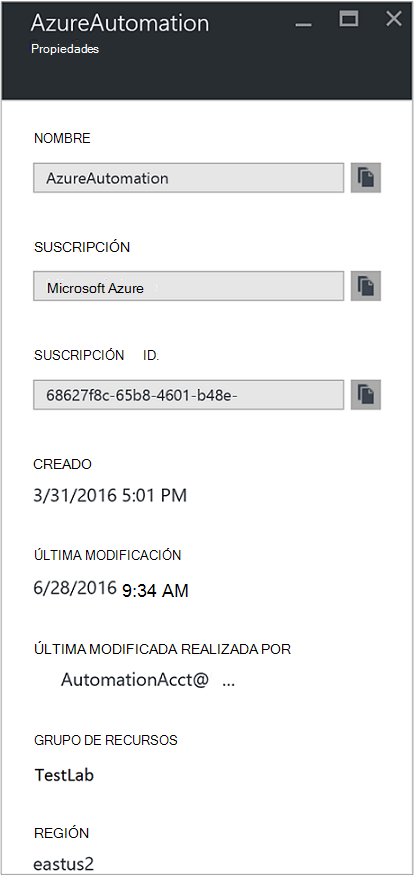 AzureAutomation
Propiedades
NOMBRE
AzureAutomation
SUSCRIPCIÓN
Microsoft Azure
SUSCRIPCIÓN ID.
68627f8c-65b8-4601-b48e-
CREADO
3/31/2016 5:01 PM
ÚLTIMA MODIFICACIÓN
6/28/2016 9:34 AM
ÚLTIMA MODIFICADA REALIZADA POR
AutomationAcct@ ...
GRUPO DE RECURSOS
TestLab
REGIÓN
eastus2